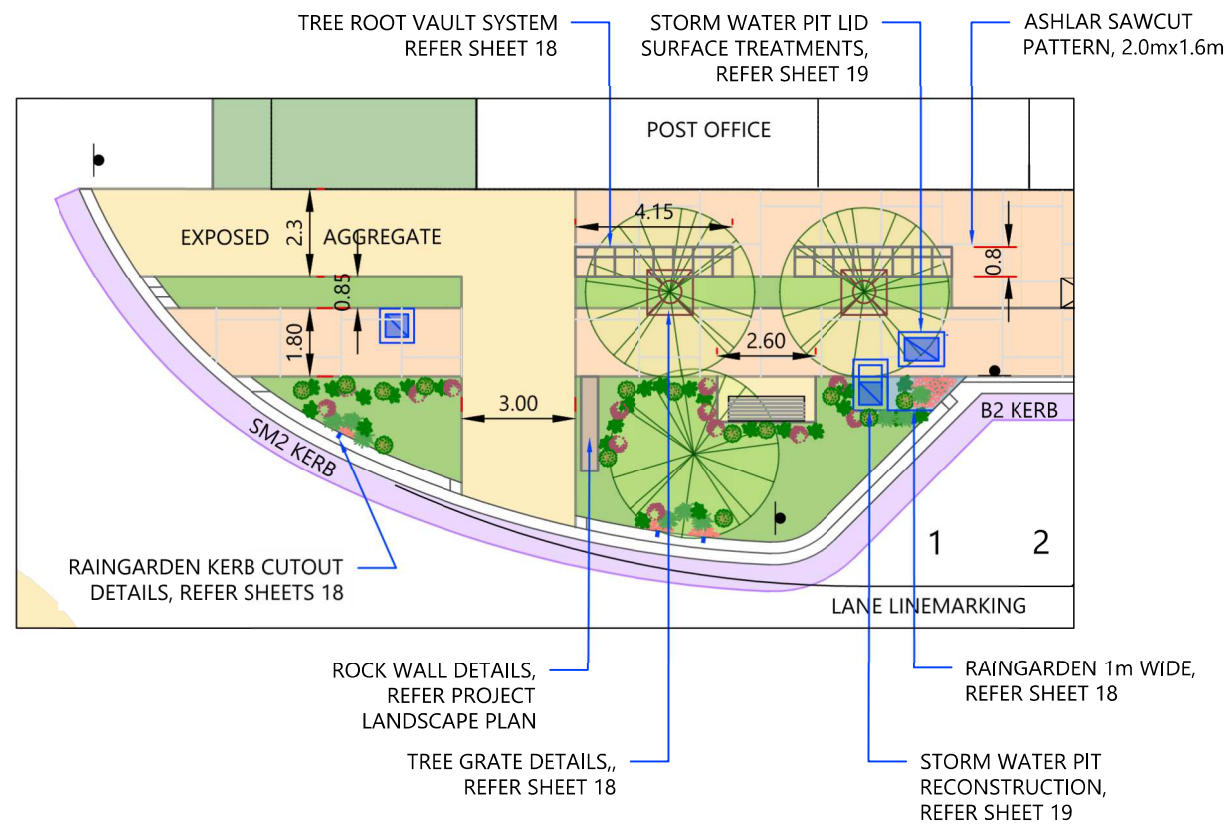 TREE ROOT VAULT SYSTEM
REFER SHEET 18
STORM WATER PIT LID
SURFACE TREATMENTS,
REFER SHEET 19
ASHLAR SAWCUT
PATTERN, 2.0mx1.6m
POST OFFICE
EXPOSED AGGREGATE
2.3
4.15
0.8
0.85
1.80
2.60
3.00
SM2 KERB
B2 KERB
1 2
LANE LINEMARKING
RAINGARDEN KERB CUTOUT
DETAILS, REFER SHEETS 18
ROCK WALL DETAILS,
REFER PROJECT
LANDSCAPE PLAN
RAINGARDEN 1m WIDE,
REFER SHEET 18
TREE GRATE DETAILS,,
REFER SHEET 18
STORM WATER PIT
RECONSTRUCTION,
REFER SHEET 19